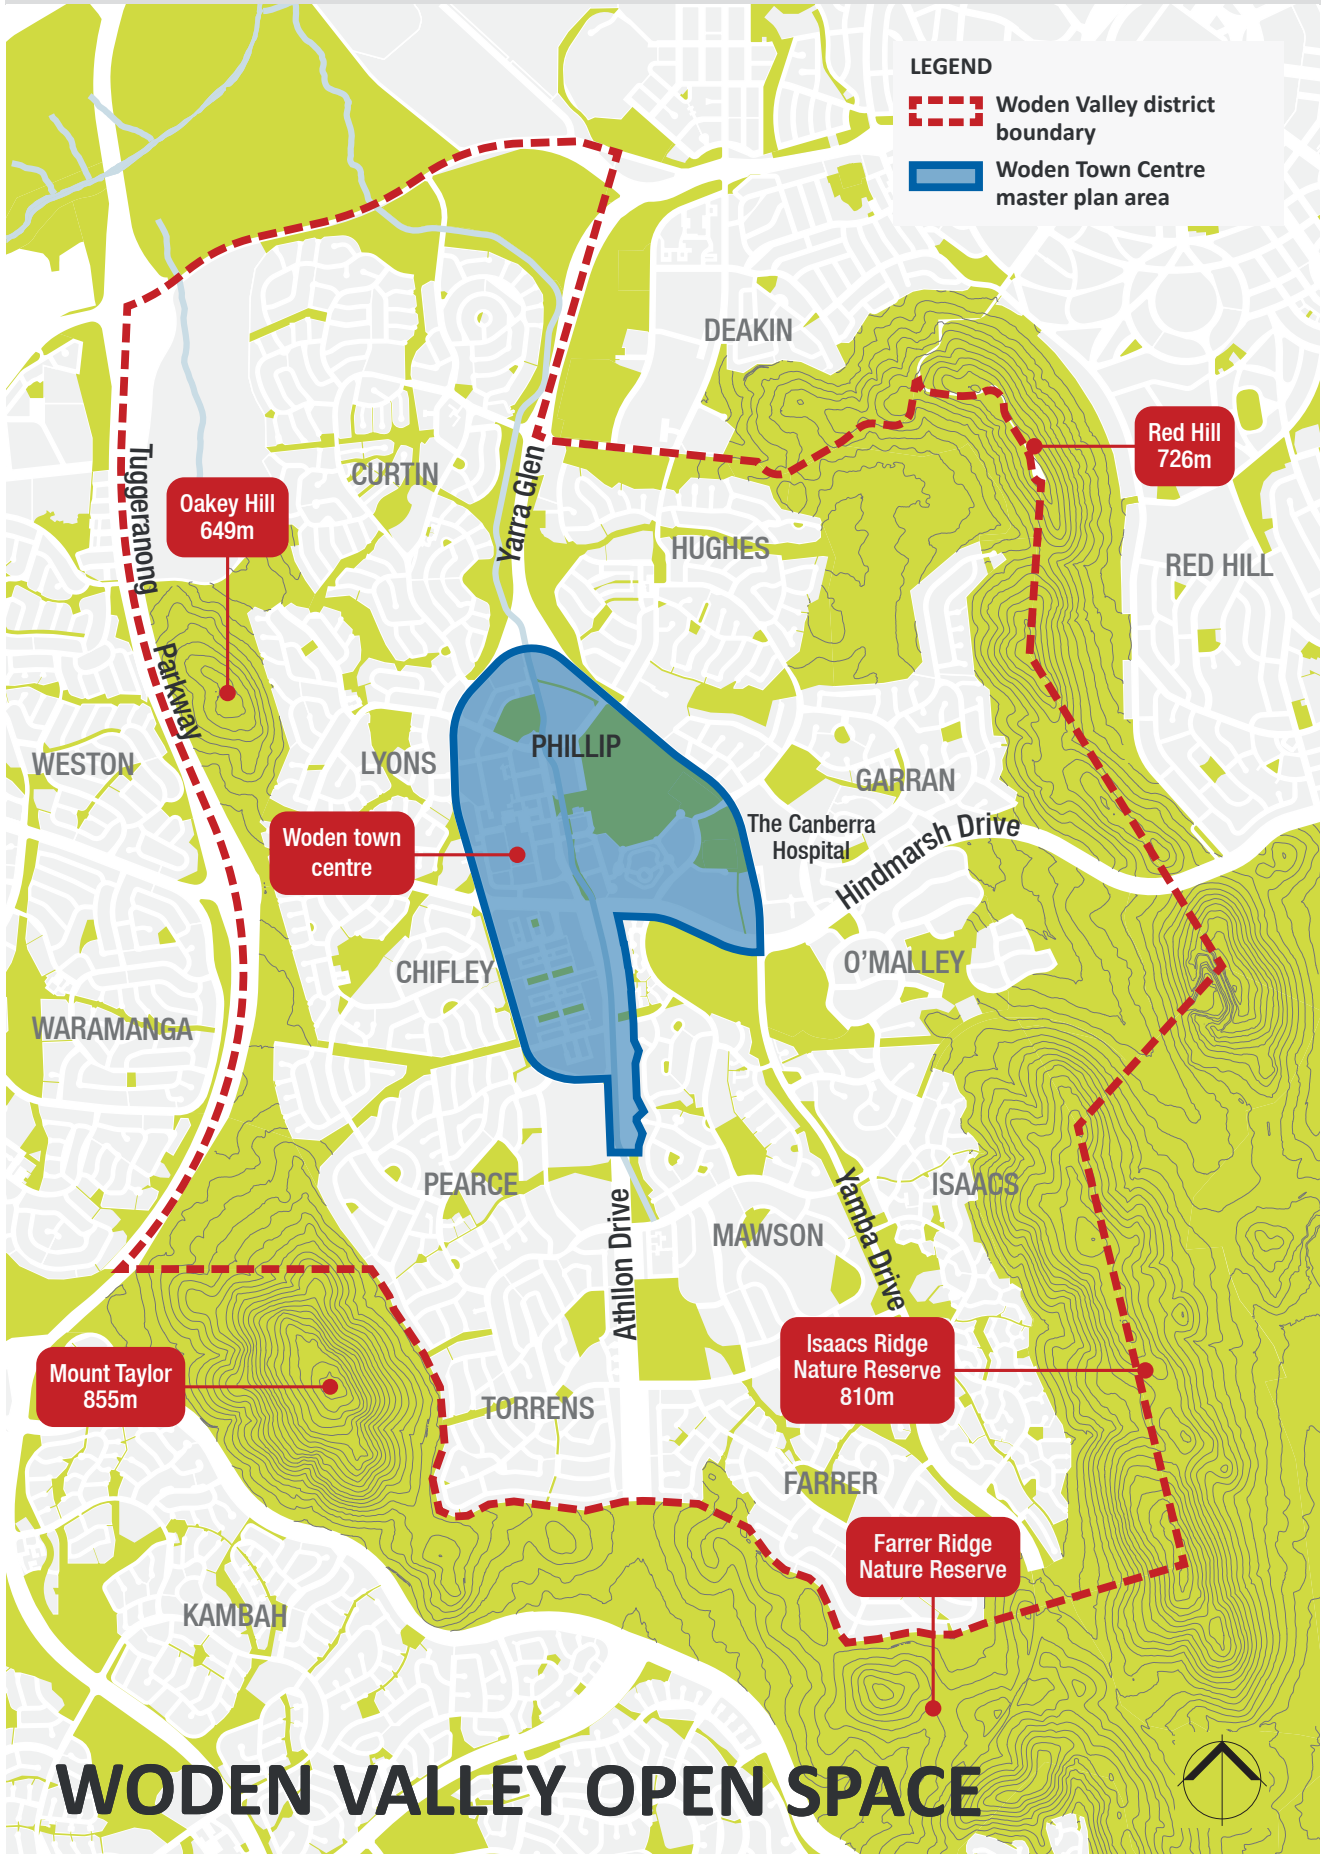 LEGEND
Woden Valley district
boundary
Woden Town Centre
master plan area
DEAKIN
Red Hill
726m
Tuggeranong
Parkway
CURTIN
Yarra Glen
Oakey Hill
649m
HUGHES
RED HILL
PHILLIP
WESTON
LYONS
GARRAN
Woden town
centre
The Canberra
Hospital
Hindmarsh Drive
CHIFLEY
O'MALLEY
WARAMANGA
PEARCE
ISAACS
Athllon Drive
MAWSON
Yamba Drive
Isaacs Ridge
Nature Reserve
810m
Mount Taylor
855m
TORRENS
FARRER
Farrer Ridge
Nature Reserve
KAMBAH
WODEN VALLEY OPEN SPACE